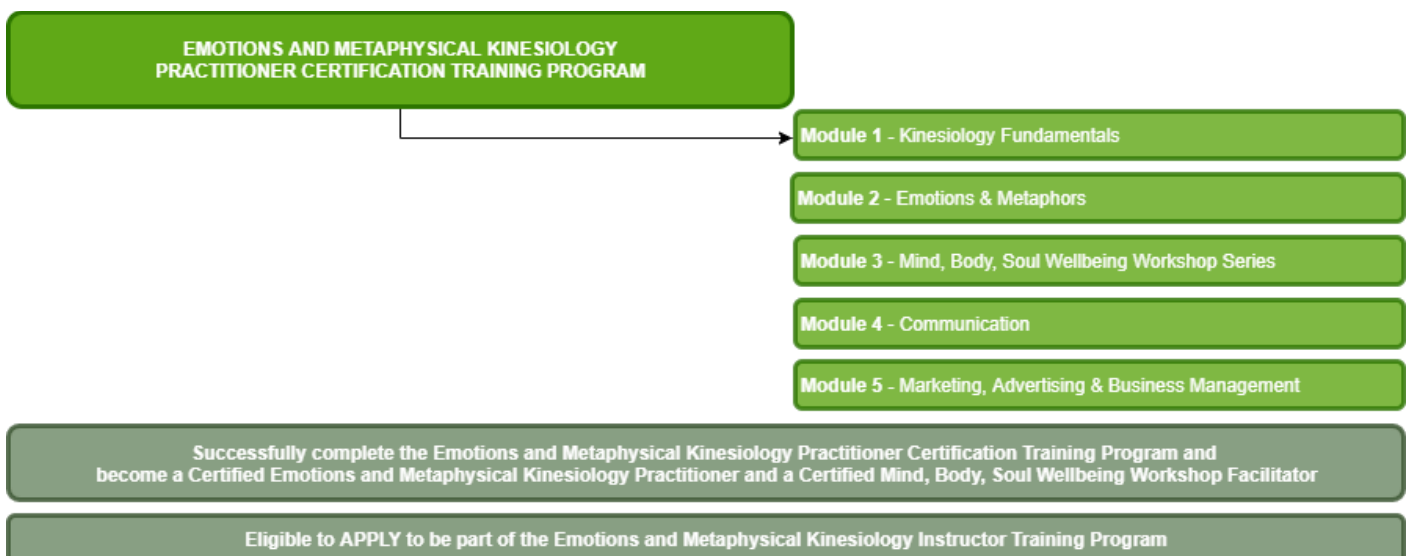 EMOTIONS AND METAPHYSICAL KINESIOLOGY
PRACTITIONER CERTIFICATION TRAINING PROGRAM
Module 1 - Kinesiology Fundamentals
Module 2 - Emotions & Metaphors
Module 3 - Mind, Body, Soul Wellbeing Workshop Series
Module 4 - Communication
Module 5 - Marketing, Advertising & Business Management
Successfully complete the Emotions and Metaphysical Kinesiology Practitioner Certification Training Program and
become a Certified Emotions and Metaphysical Kinesiology Practitioner and a Certified Mind, Body, Soul Wellbeing Workshop Facilitator
Eligible to APPLY to be part of the Emotions and Metaphysical Kinesiology Instructor Training Program